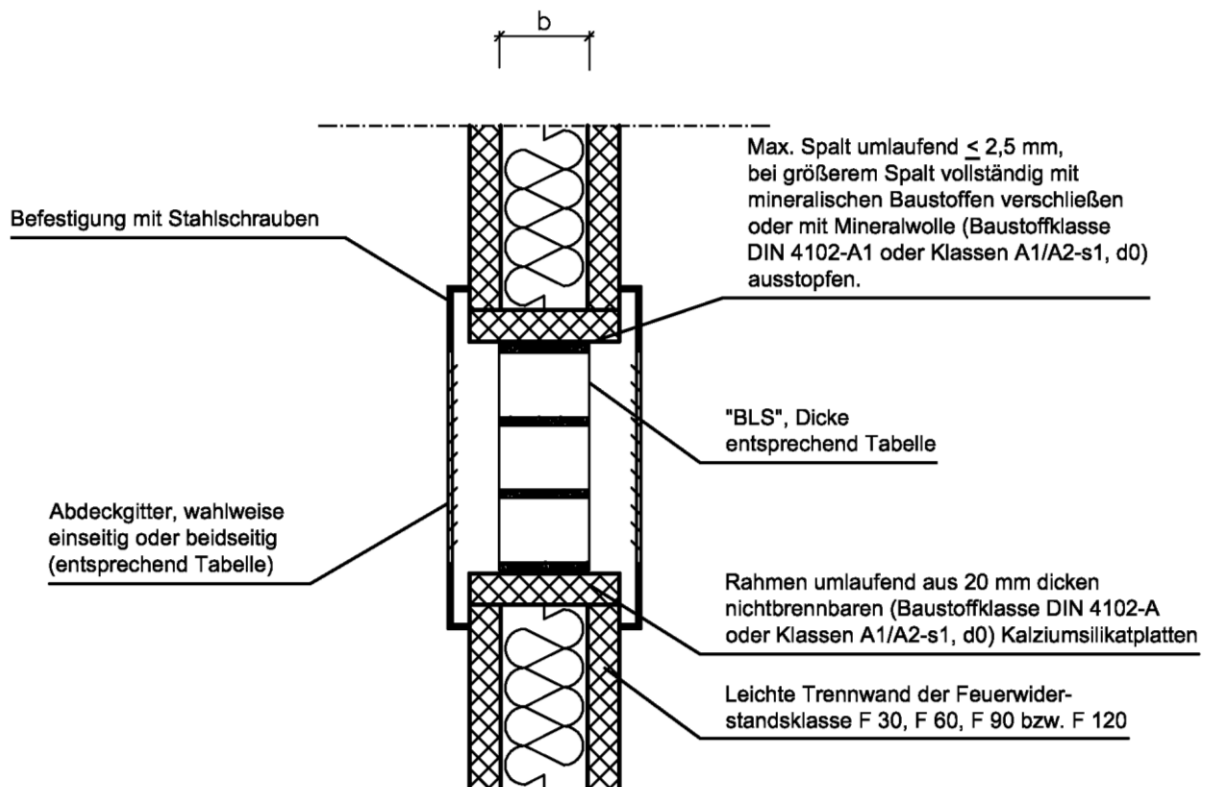 b
Max. Spalt umlaufend ≤ 2,5 mm,
bei größerem Spalt vollständig mit
mineralischen Baustoffen verschließen
oder mit Mineralwolle (Baustoffklasse
DIN 4102-A1 oder Klassen A1/A2-s1, d0)
ausstopfen.
Befestigung mit Stahlschrauben
"BLS", Dicke
entsprechend Tabelle
Abdeckgitter, wahlweise
einseitig oder beidseitig
(entsprechend Tabelle)
Rahmen umlaufend aus 20 mm dicken
nichtbrennbaren (Baustoffklasse DIN 4102-A
oder Klassen A1/A2-s1, d0) Kalziumsilikatplatten
Leichte Trennwand der Feuerwider-
standsklasse F 30, F 60, F 90 bzw. F 120